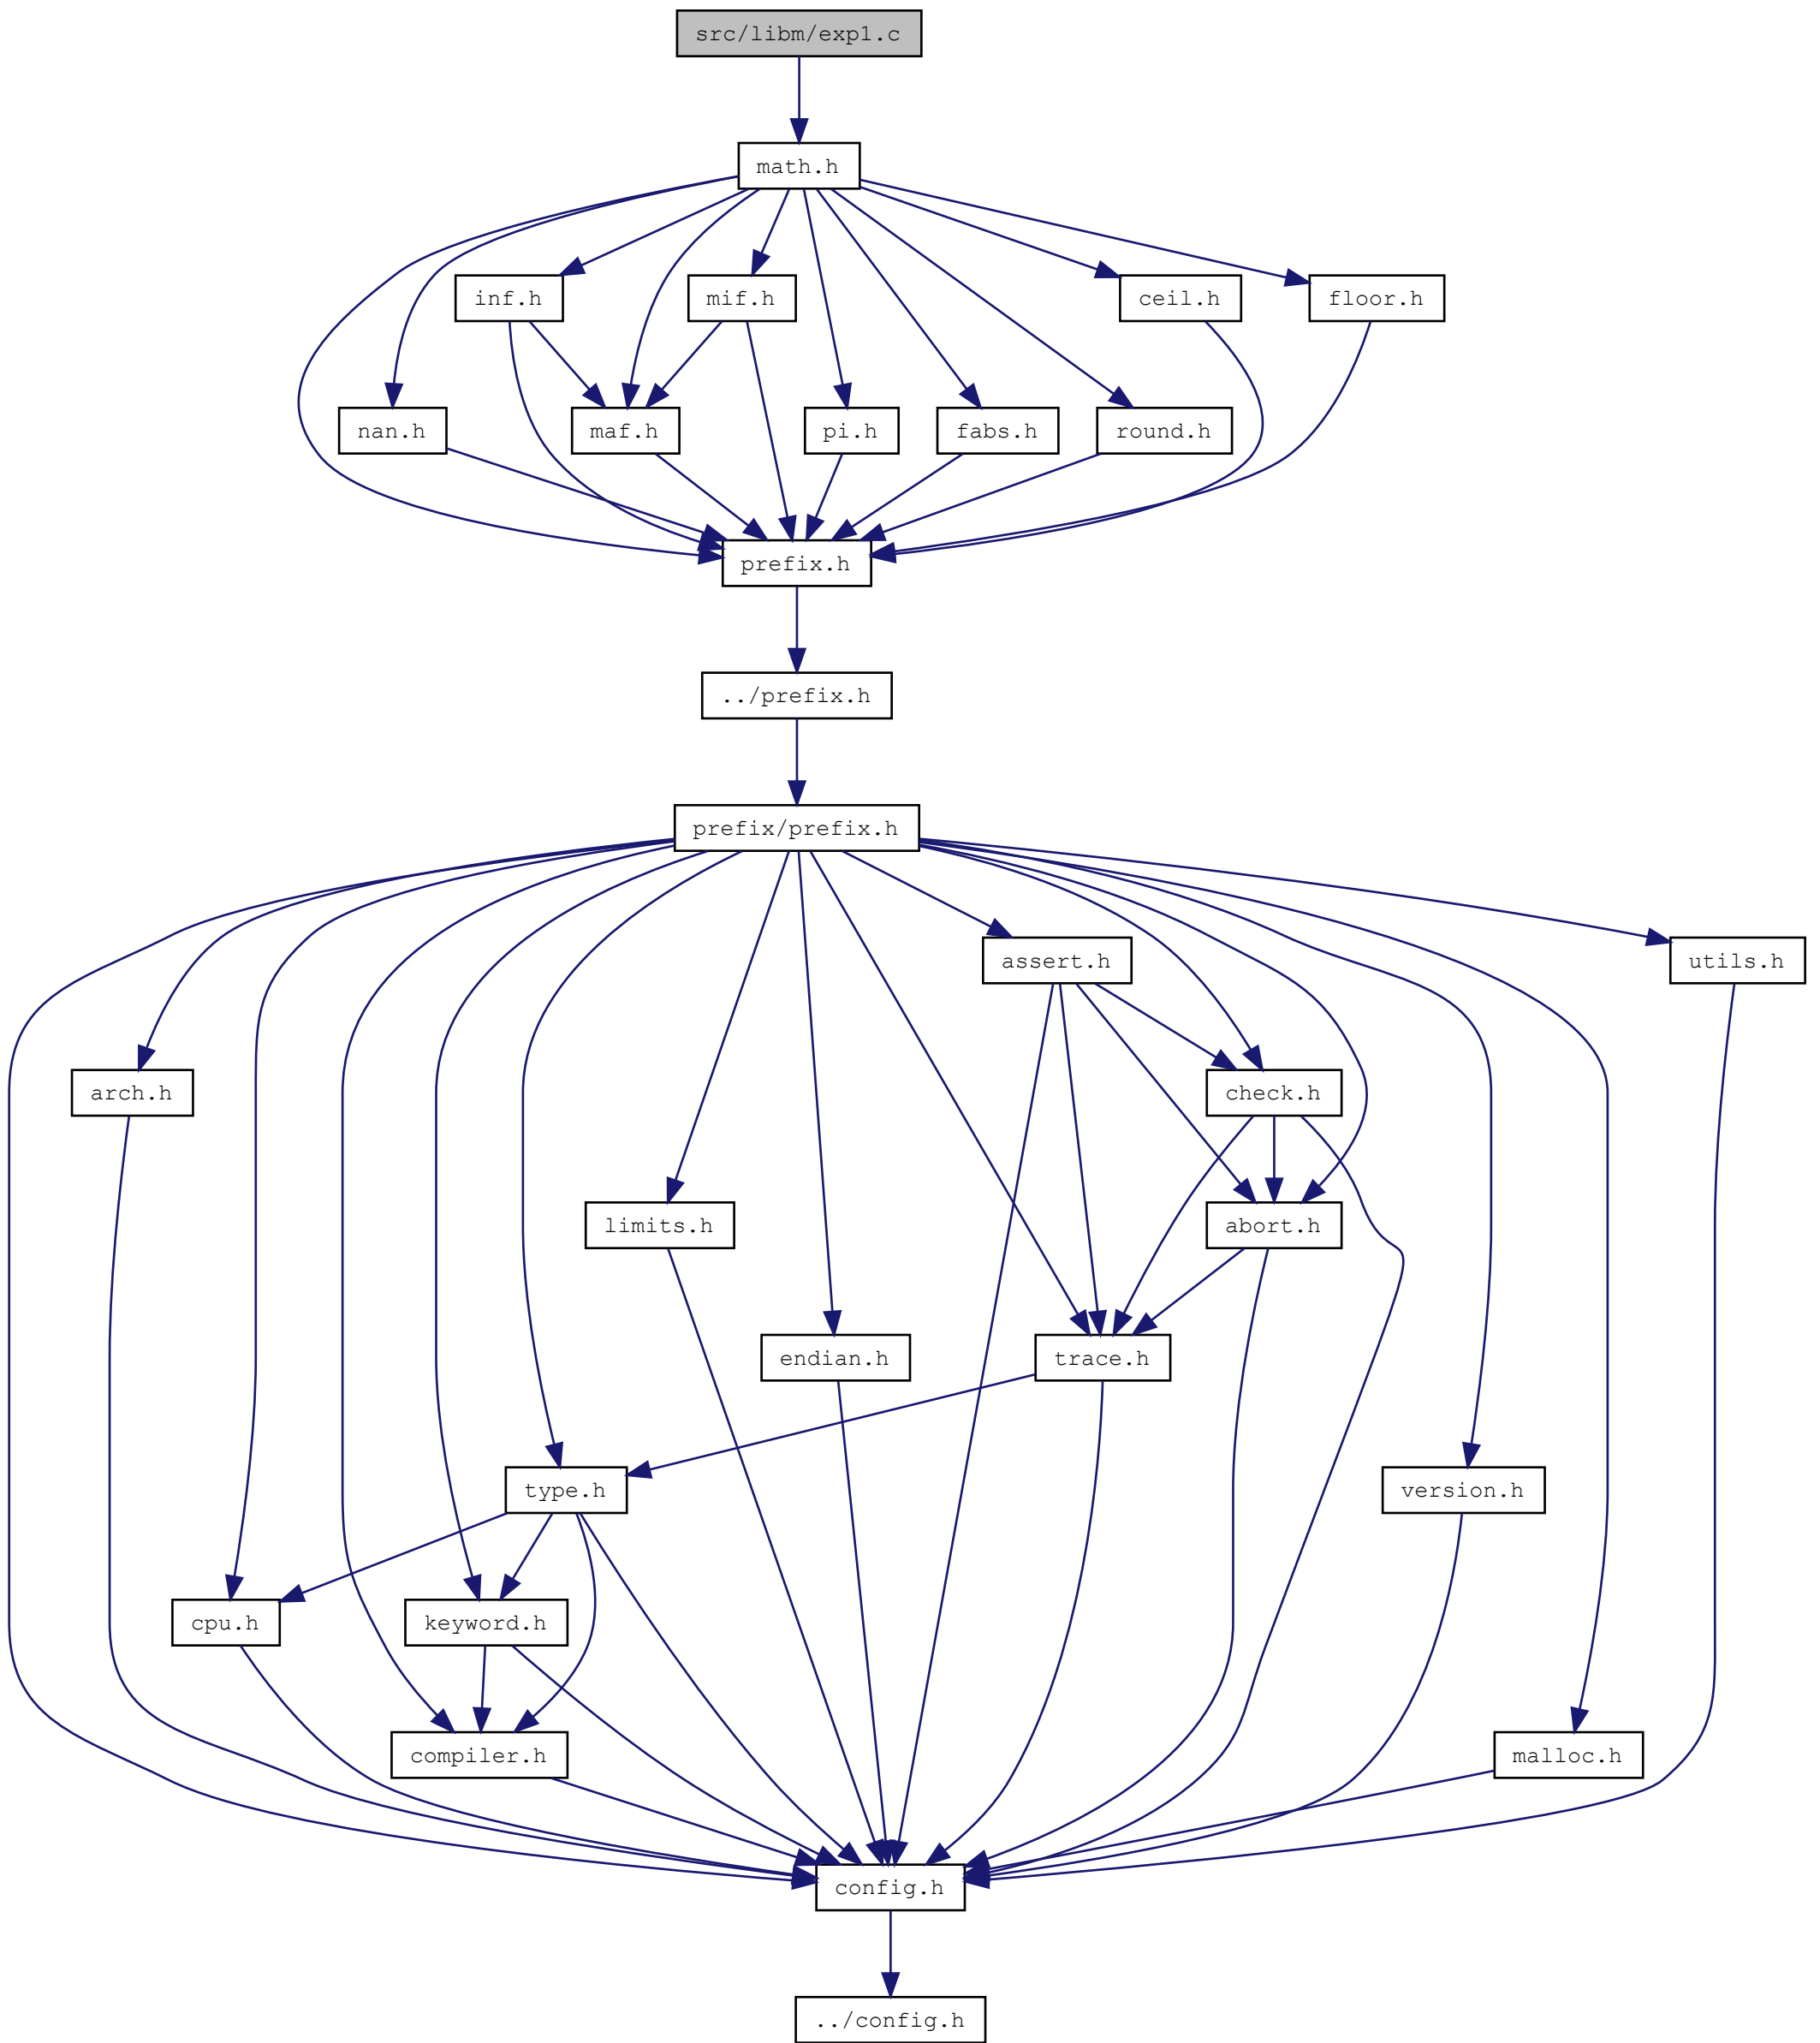 src/libm/exp1.c
math.h
inf.h
mif.h
ceil.h
floor.h
nan.h
maf.h
pi.h
fabs.h
round.h
prefix.h
../prefix.h
prefix/prefix.h
assert.h
utils.h
arch.h
check.h
limits.h
abort.h
endian.h
trace.h
type.h
version.h
cpu.h
keyword.h
compiler.h
malloc.h
config.h
../config.h